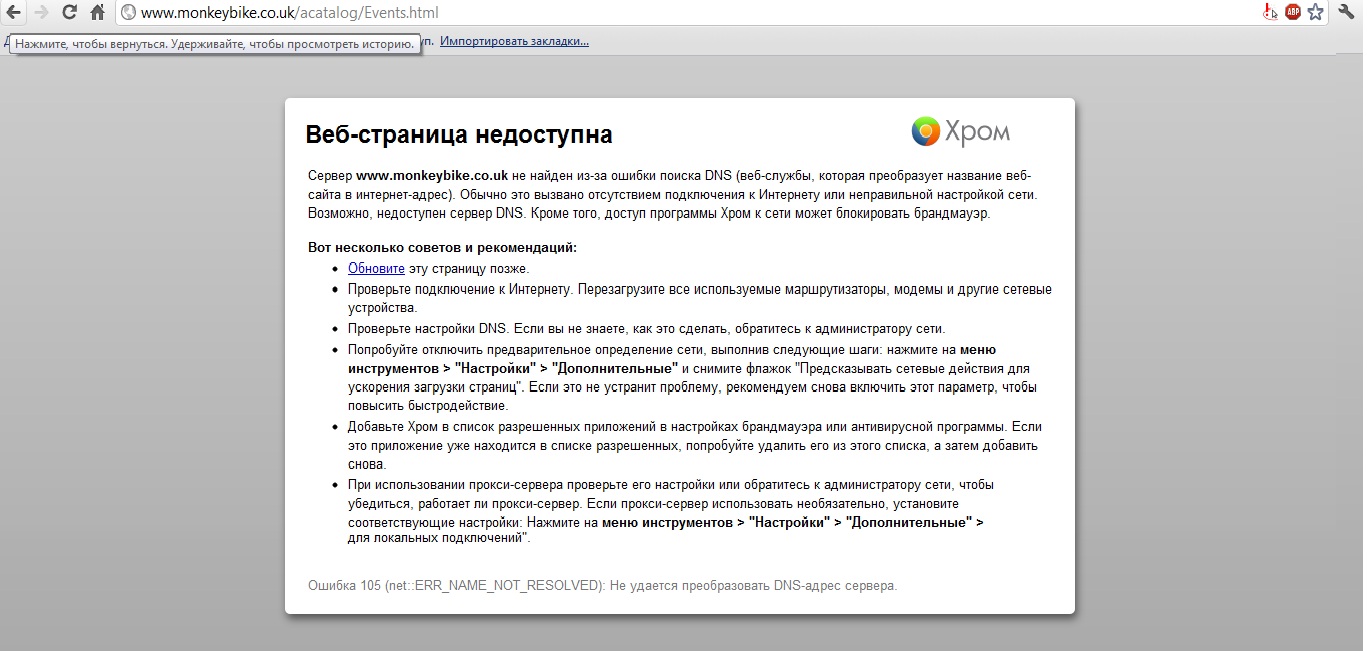 www.monkeybike.co.uk/acatalog/Events.html
ABP
Нажмите, чтобы вернуться. Удерживайте, чтобы просмотреть историю.
уп. Импортировать закладки...
Веб-страница недоступна
Хром
Сервер www.monkeybike.co.uk не найден из-за ошибки поиска DNS (веб-службы, которая преобразует название веб-
сайта в интернет-адрес). Обычно это вызвано отсутствием подключения к Интернету или неправильной настройкой сети.
Возможно, недоступен сервер DNS. Кроме того, доступ программы Хром к сети может блокировать брандмауэр.
Вот несколько советов и рекомендаций:
• Обновите эту страницу позже.
• Проверьте подключение к Интернету. Перезагрузите все используемые маршрутизаторы, модемы и другие сетевые
устройства.
• Проверьте настройки DNS. Если вы не знаете, как это сделать, обратитесь к администратору сети.
• Попробуйте отключить предварительное определение сети, выполнив следующие шаги: нажмите на меню
инструментов > "Настройки" > "Дополнительные" и снимите флажок "Предсказывать сетевые действия для
ускорения загрузки страниц". Если это не устранит проблему, рекомендуем снова включить этот параметр, чтобы
повысить быстродействие.
• Добавьте Хром в список разрешенных приложений в настройках брандмауэра или антивирусной программы. Если
это приложение уже находится в списке разрешенных, попробуйте удалить его из этого списка, а затем добавить
снова.
• При использовании прокси-сервера проверьте его настройки или обратитесь к администратору сети, чтобы
убедиться, работает ли прокси-сервер. Если прокси-сервер использовать необязательно, установите
соответствующие настройки: Нажмите на меню инструментов > "Настройки" > "Дополнительные" >
для локальных подключений".
Ошибка 105 (net::ERR_NAME_NOT_RESOLVED): Не удается преобразовать DNS-адрес сервера.